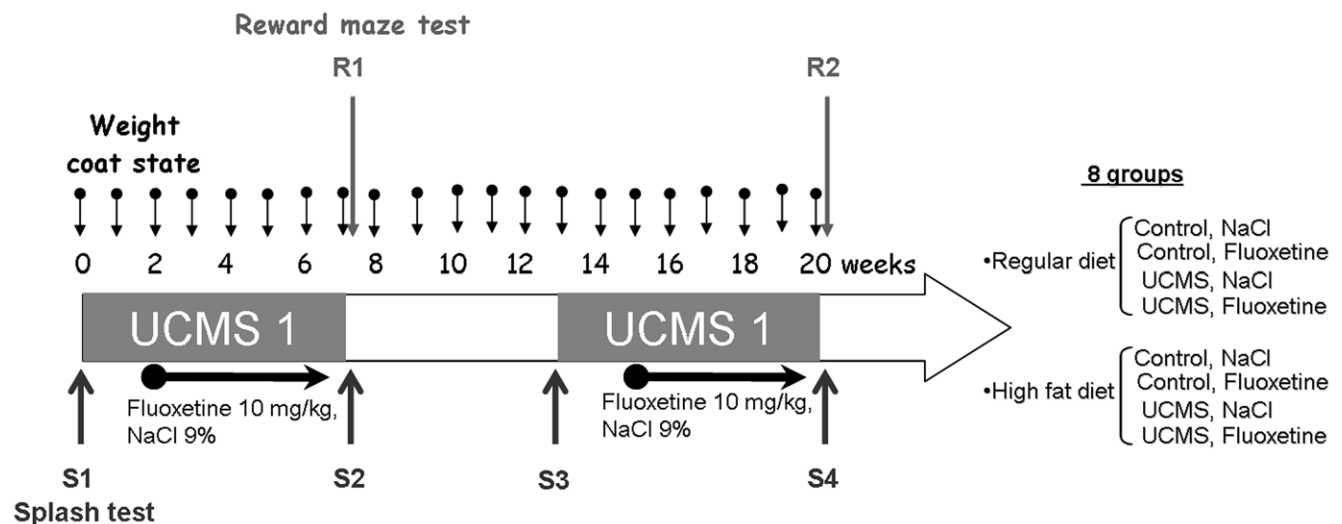 Reward maze test
R1
R2
Weight
coat state
0 2 4 6 8 10 12 14 16 18 20 weeks
UCMS 1
UCMS 1
Fluoxetine 10 mg/kg,
NaCl 9%
Fluoxetine 10 mg/kg,
NaCl 9%
S1
S2
S3
S4
Splash test
8 groups
•Regular diet
Control, NaCl
Control, Fluoxetine
UCMS, NaCl
UCMS, Fluoxetine
•High fat diet
Control, NaCl
Control, Fluoxetine
UCMS, NaCl
UCMS, Fluoxetine